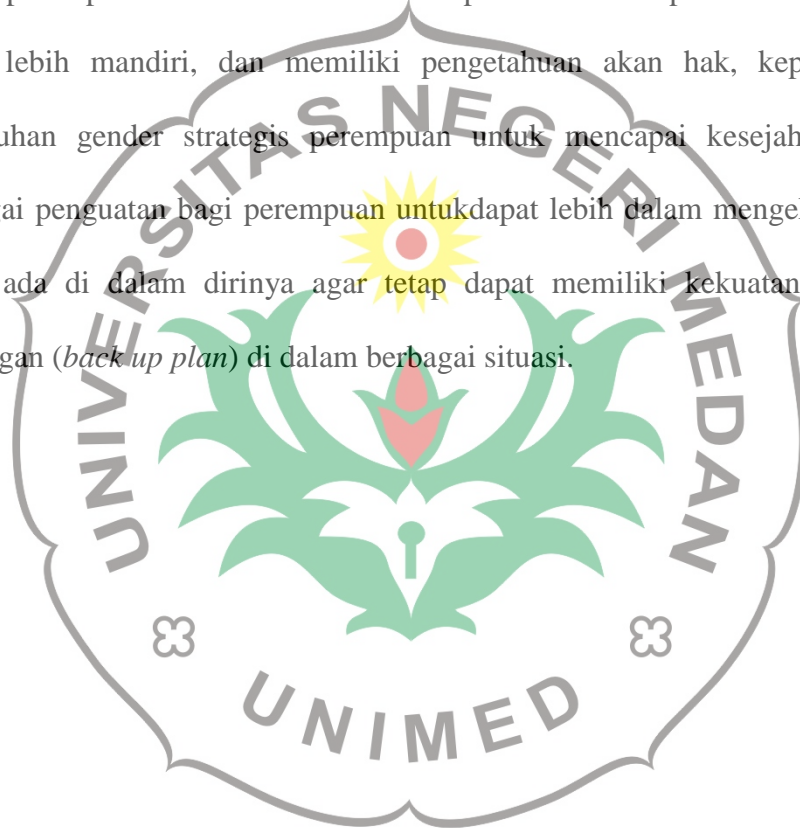 lebih mandiri, dan memiliki pengetahuan akan hak, kep
uhan gender strategis perempuan untuk mencapai kesejah
gai penguatan bagi perempuan untukdapat lebih dalam mengel
ada di dalam dirinya agar tetap dapat memiliki kekuatan
gan (back up plan) di dalam berbagai situasi.
UNIVERSITAS NEGERI MEDAN
UNIMED